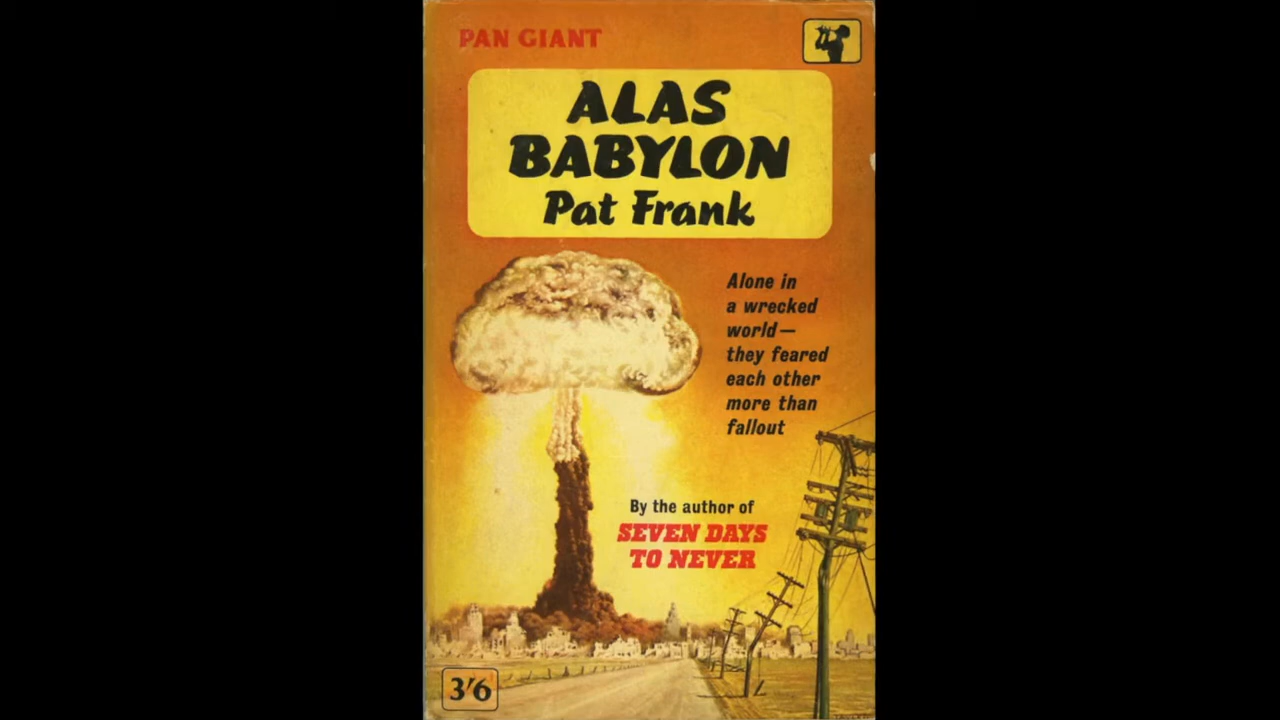 PAN GIANT
ALAS
BABYLON
Pat Frank
Alone in
a wrecked
world—
they feared
each other
more than
fallout
By the author of
SEVEN DAYS
TO NEVER
3'6